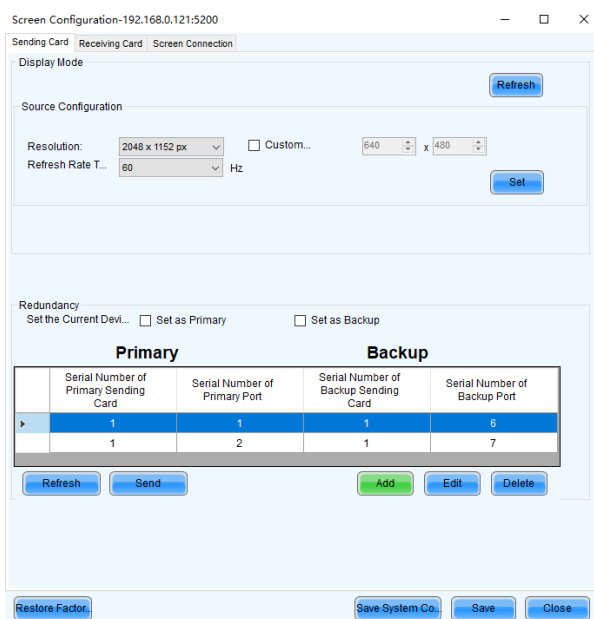 Screen Configuration-192.168.0.121:5200
Sending Card Receiving Card Screen Connection
Display Mode
Refresh
Source Configuration
Resolution: 2048 x 1152 px Custom... 640 x 480
Refresh Rate T... 60 Hz
Set
Redundancy
Set the Current Devi... Set as Primary Set as Backup
Primary Backup
Serial Number of Primary Sending Card Serial Number of Primary Port Serial Number of Backup Sending Card Serial Number of Backup Port
1 1 1 6
1 2 1 7
Refresh Send Add Edit Delete
Restore Factor.. Save System Co.. Save Close